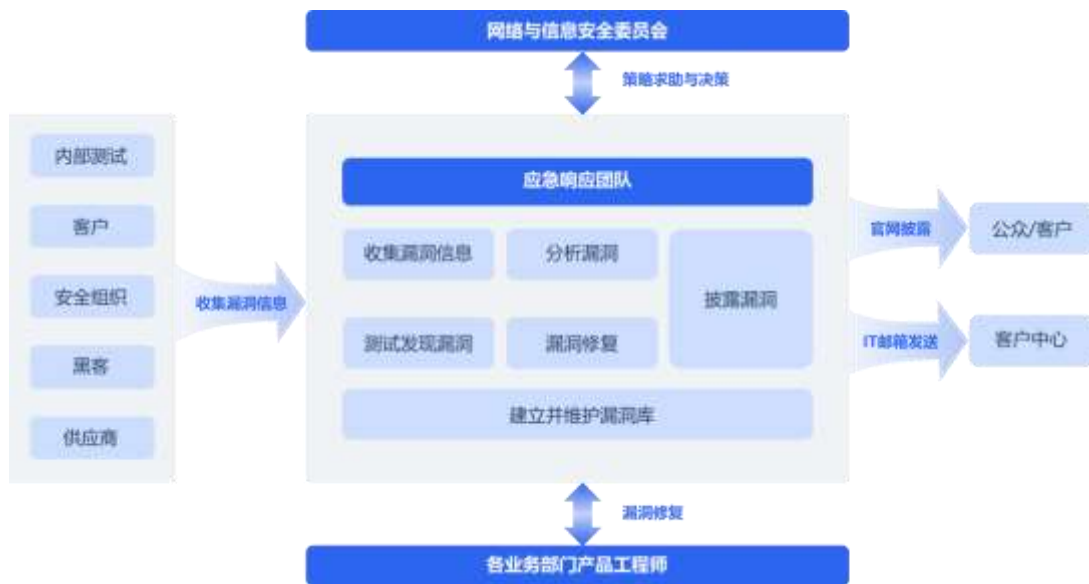 网络与信息安全委员会
策略求助与决策
内部测试
客户
安全组织
黑客
供应商
收集漏洞信息
应急响应团队
收集漏洞信息
分析漏洞
披露漏洞
测试发现漏洞
漏洞修复
建立并维护漏洞库
官网披露
公众/客户
IT邮箱发送
客户中心
漏洞修复
各业务部门产品工程师